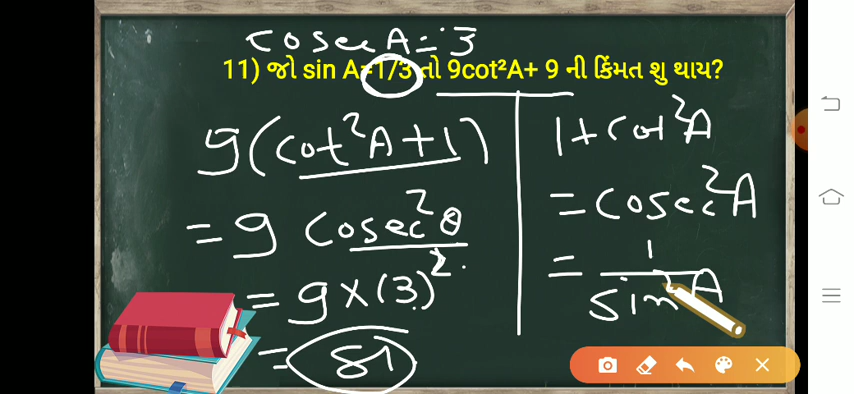 cosec A = 3
11) જો sin A=1/3 તો 9cot²A+ 9 ની કિંમત શુ થાય?
9(cot²A+1)
= 9 cosec²θ
= 9×(3)²
= 81
1+cot²A
= cosec²A
= 1/sin²A